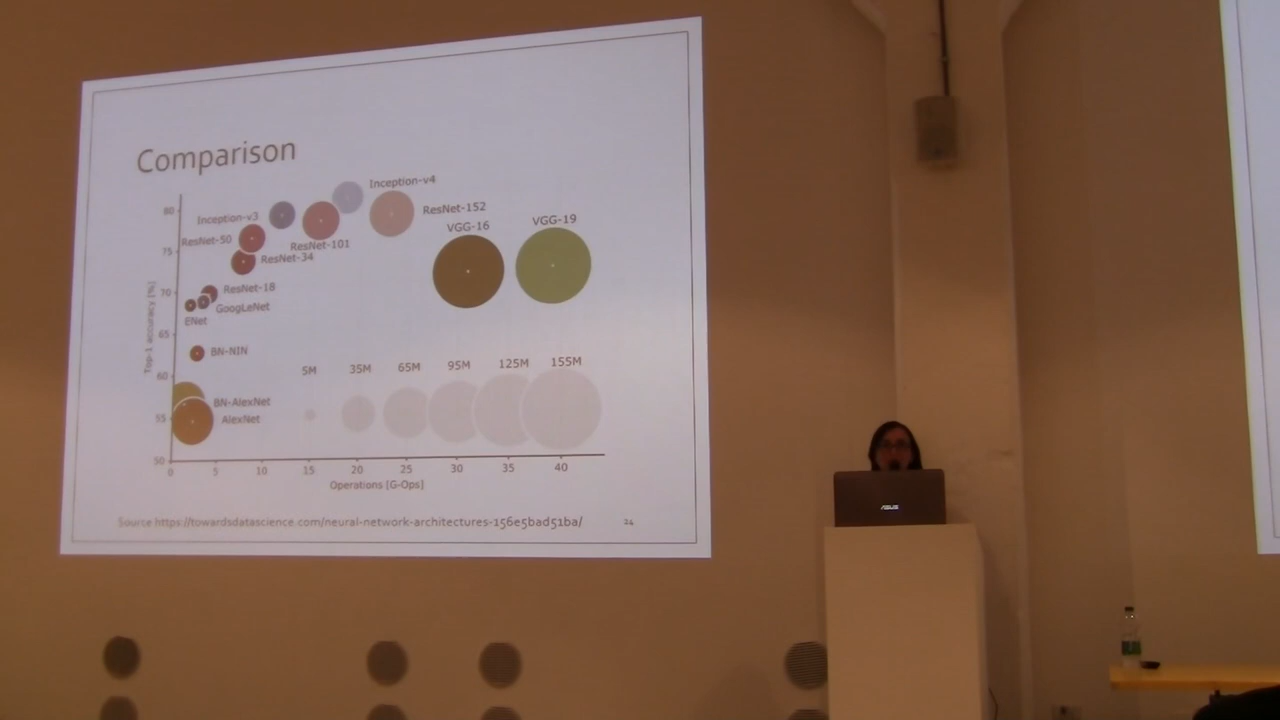 Comparison
Inception-v4
80
Inception-v3
ResNet-152
VGG-16
VGG-19
ResNet-50
ResNet-101
75
ResNet-34
70
ResNet-18
GoogLeNet
ENet
Top-1 accuracy [%]
65
BN-NIN
5M 35M 65M 95M 125M 155M
60
BN-AlexNet
55
AlexNet
50
0 5 10 15 20 25 30 35 40
Operations [G-Ops]
Source https://towardsdatascience.com/neural-network-architectures-156e5bad51ba/
24
ASUS